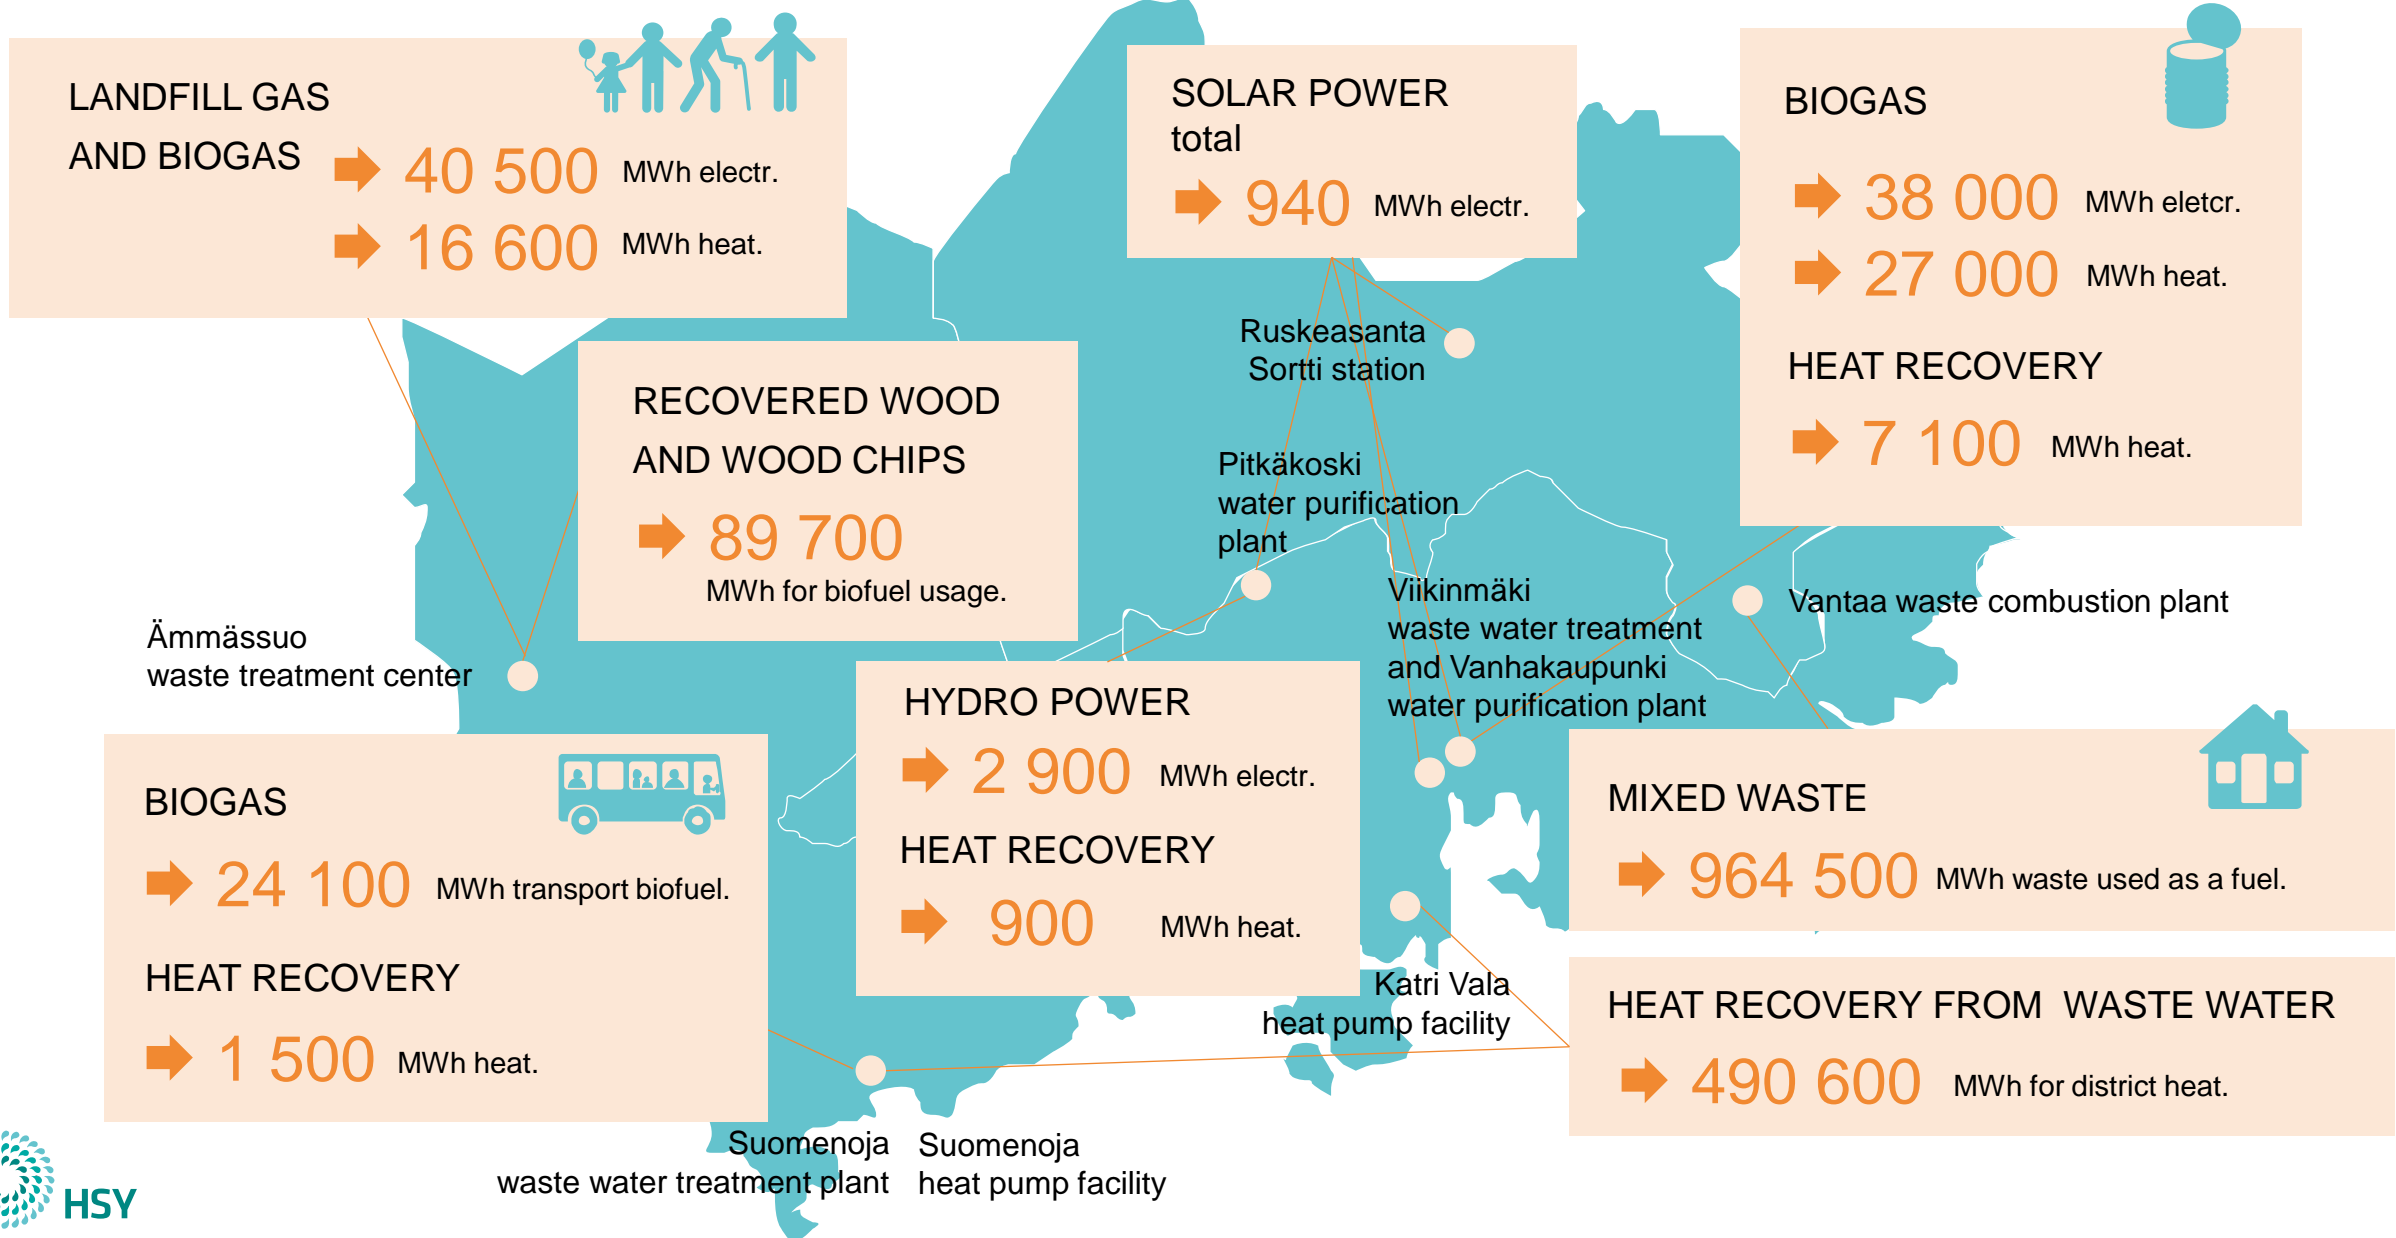 LANDFILL GAS
AND BIOGAS
40 500 MWh electr.
16 600 MWh heat.
SOLAR POWER
total
940 MWh electr.
BIOGAS
38 000 MWh eletcr.
27 000 MWh heat.
HEAT RECOVERY
7 100 MWh heat.
RECOVERED WOOD
AND WOOD CHIPS
89 700
MWh for biofuel usage.
Ruskeasanta
Sortti station
Pitkäkoski
water purification
plant
Viikinmäki
waste water treatment
and Vanhakaupunki
water purification plant
Vantaa waste combustion plant
Ämmässuo
waste treatment center
HYDRO POWER
2 900 MWh electr.
HEAT RECOVERY
900 MWh heat.
BIOGAS
24 100 MWh transport biofuel.
HEAT RECOVERY
1 500 MWh heat.
MIXED WASTE
964 500 MWh waste used as a fuel.
Katri Vala
heat pump facility
HEAT RECOVERY FROM WASTE WATER
490 600 MWh for district heat.
Suomenoja
waste water treatment plant
Suomenoja
heat pump facility
HSY